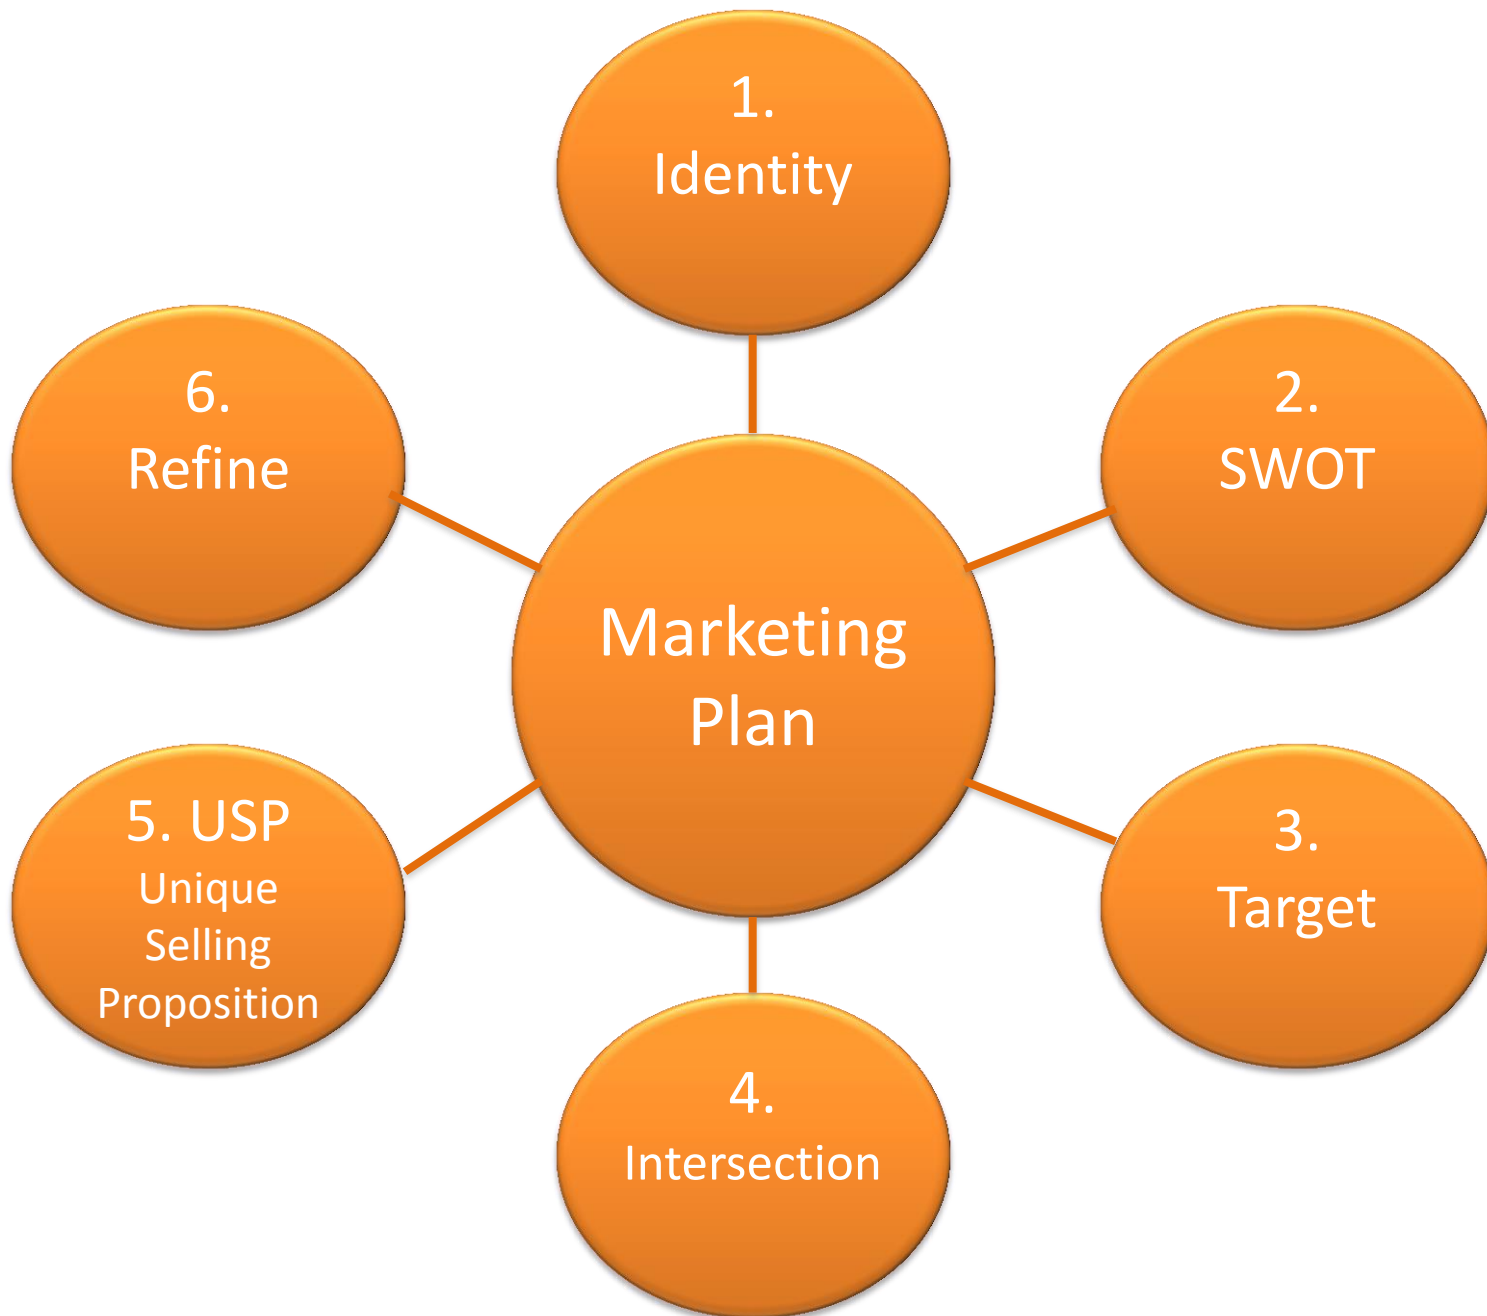 1.
Identity
2.
SWOT
3.
Target
4.
Intersection
5. USP
Unique
Selling
Proposition
6.
Refine
Marketing
Plan